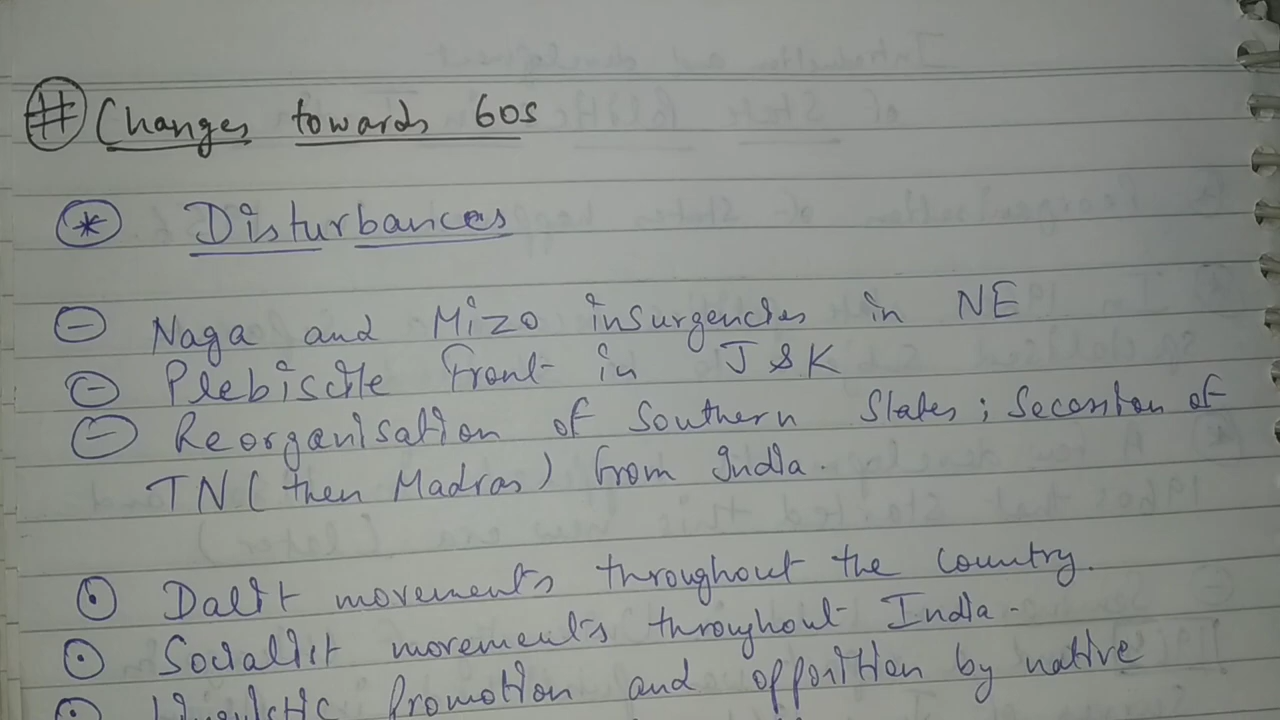 # Changes towards 60s
* Disturbances
- Naga and Mizo insurgencies in NE
- Plebiscite Front in J&K
- Reorganisation of Southern States; Secession of
TN (then Madras) from India.
Dalit movements throughout the country.
Socialist movements throughout India.
Linguistic Promotion and opposition by native